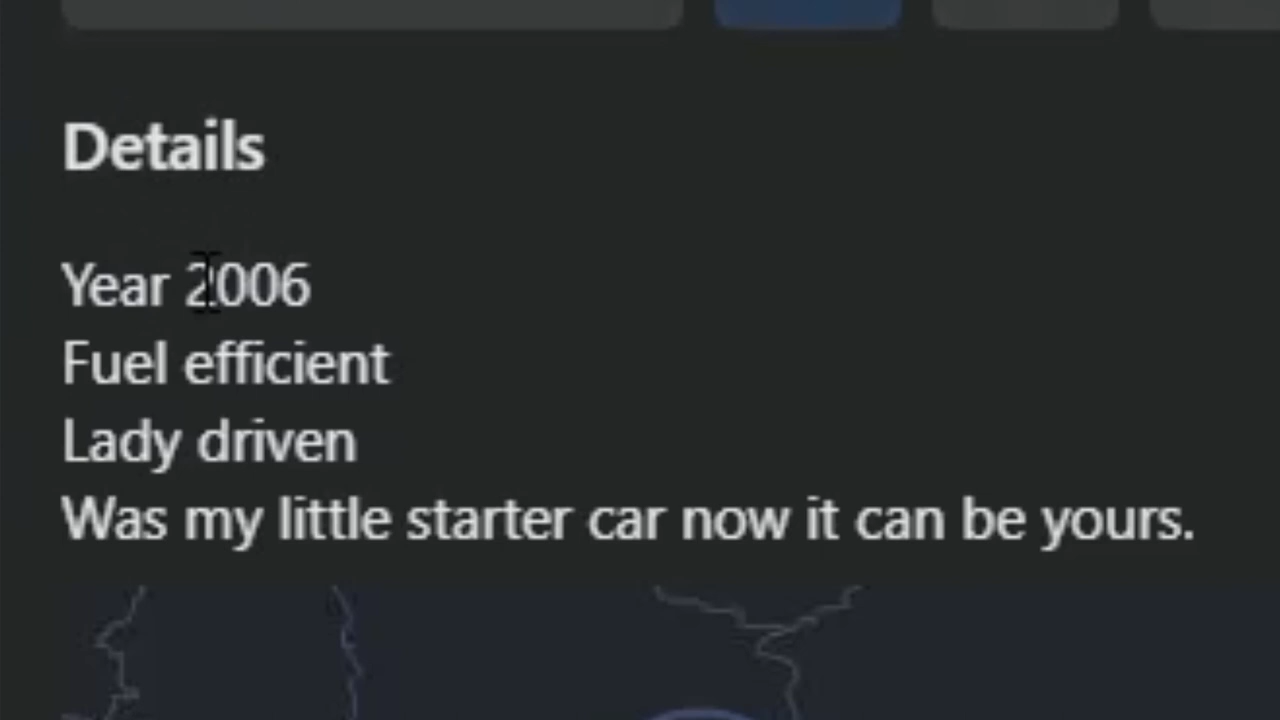 Details
Year 2006
Fuel efficient
Lady driven
Was my little starter car now it can be yours.